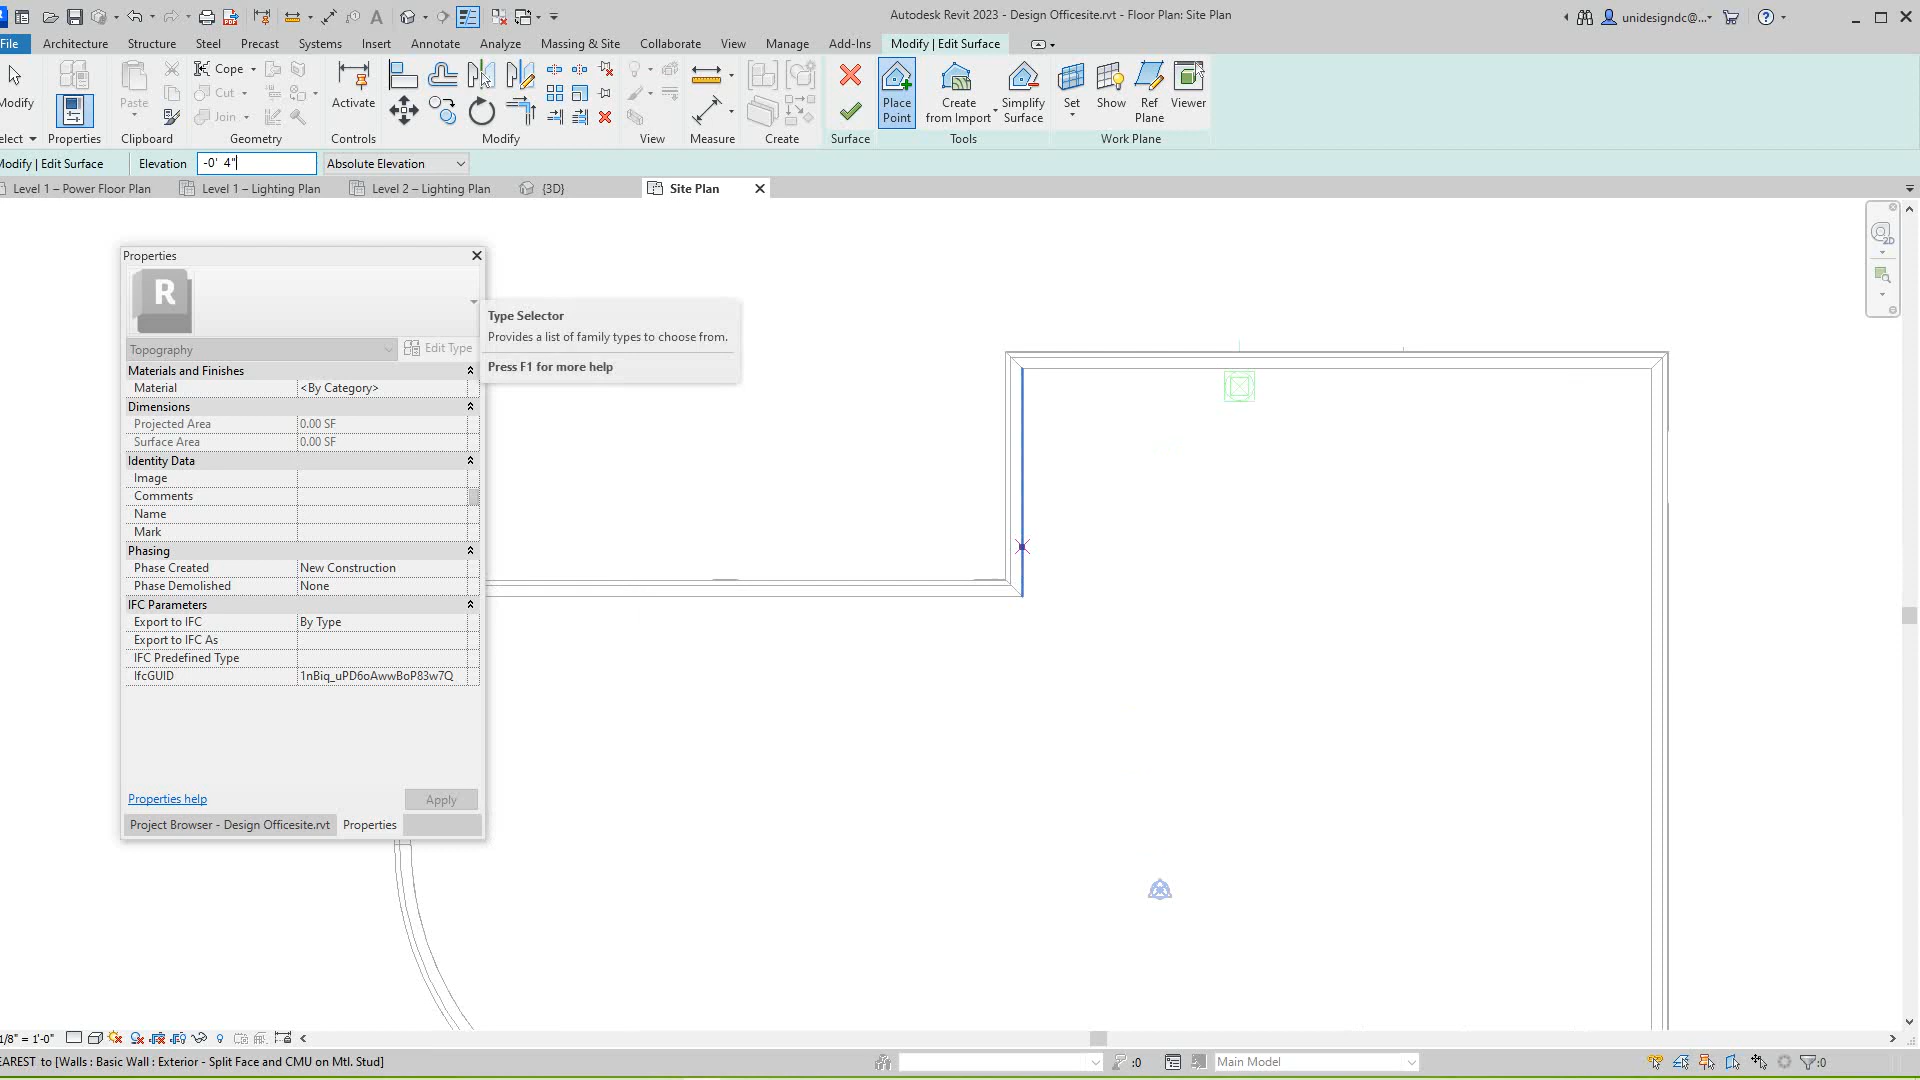 Autodesk Revit 2023 - Design Officesite.rvt - Floor Plan: Site Plan
unidesigndc@...
File Architecture Structure Steel Precast Systems Insert Annotate Analyze Massing & Site Collaborate View Manage Add-Ins Modify | Edit Surface
Cope
Cut
Join
Modify
Paste
Activate
Place Point
Create from Import
Simplify Surface
Set
Show
Ref Plane
Viewer
elect Properties Clipboard Geometry Controls Modify View Measure Create Surface Tools Work Plane
Modify | Edit Surface Elevation -0' 4" Absolute Elevation
Level 1 – Power Floor Plan Level 1 – Lighting Plan Level 2 – Lighting Plan {3D} Site Plan
2D
Properties
R
Type Selector
Provides a list of family types to choose from.
Press F1 for more help
Topography Edit Type
Materials and Finishes
Material <By Category>
Dimensions
Projected Area 0.00 SF
Surface Area 0.00 SF
Identity Data
Image
Comments
Name
Mark
Phasing
Phase Created New Construction
Phase Demolished None
IFC Parameters
Export to IFC By Type
Export to IFC As
IFC Predefined Type
IfcGUID 1nBiq_uPD6oAwwBoP83w7Q
Properties help Apply
Project Browser - Design Officesite.rvt Properties
1/8" = 1'-0"
EAREST to [Walls : Basic Wall : Exterior - Split Face and CMU on Mtl. Stud] :0 Main Model :0